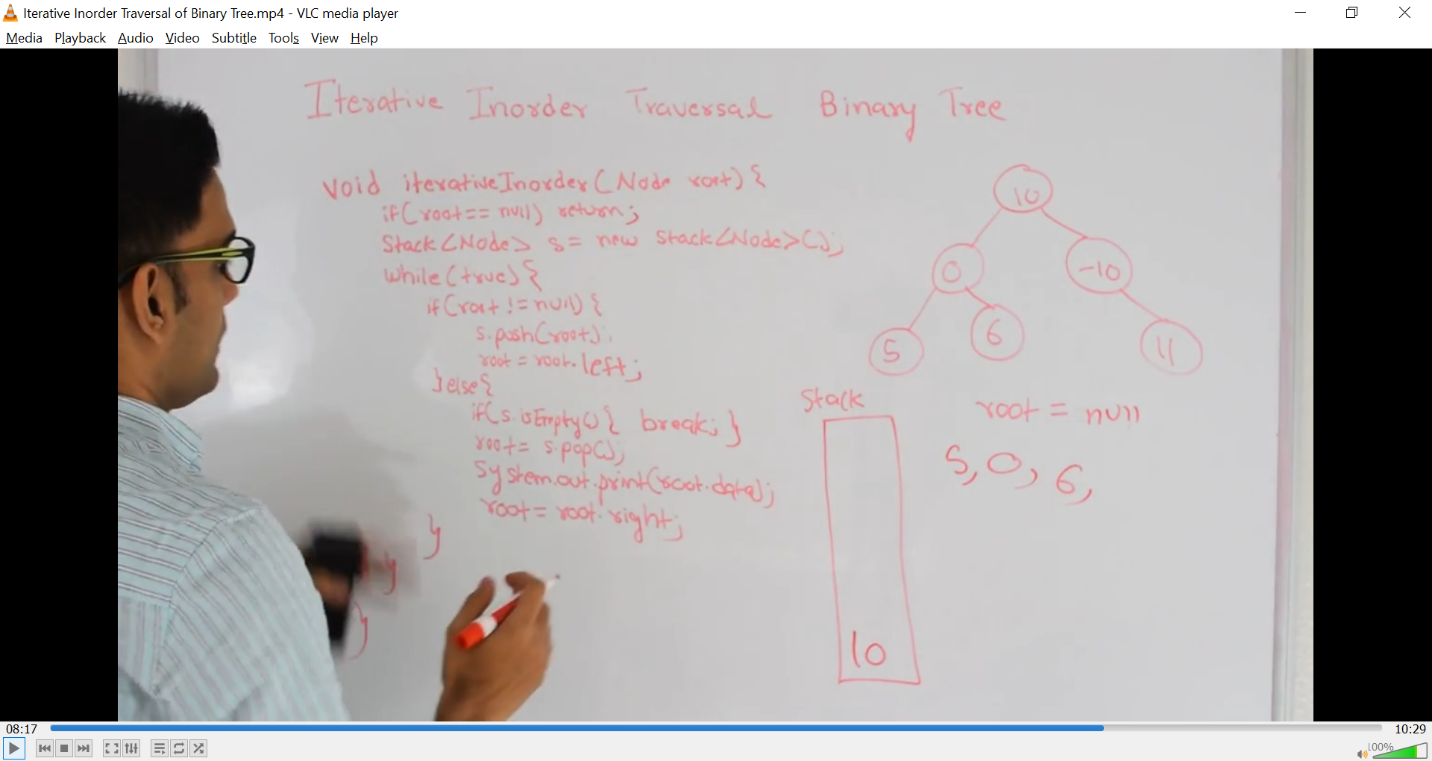 Iterative Inorder Traversal of Binary Tree.mp4 - VLC media player
Media Playback Audio Video Subtitle Tools View Help
Iterative Inorder Traversal Binary Tree
void iterativeInorder(Node root) {
if(root == null) return;
Stack<Node> s = new Stack<Node>();
while(true) {
if(root != null) {
s.push(root);
root = root.left;
} else {
if(s.isEmpty() { break; }
root = s.pop();
System.out.print(root.data);
root = root.right;
}
}
}
10
0
-10
5
6
11
Stack
root = null
5, 0, 6,
10
08:17
10:29
100%